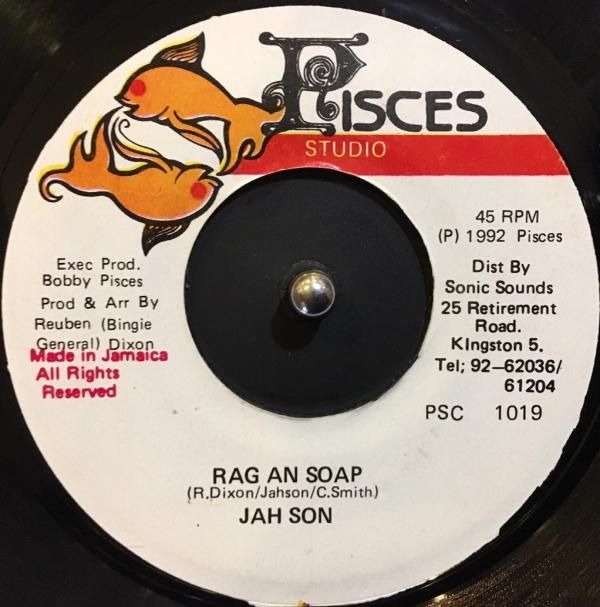 PISCES
STUDIO
45 RPM
(P) 1992 Pisces
Dist By
Sonic Sounds
25 Retirement
Road.
KIngston 5.
Tel; 92-62036/
61204
PSC 1019
Exec Prod.
Bobby Pisces
Prod & Arr By
Reuben (Bingie
General) Dixon
Made in Jamaica
All Rights
Reserved
RAG AN SOAP
(R.Dixon/Jahson/C.Smith)
JAH SON